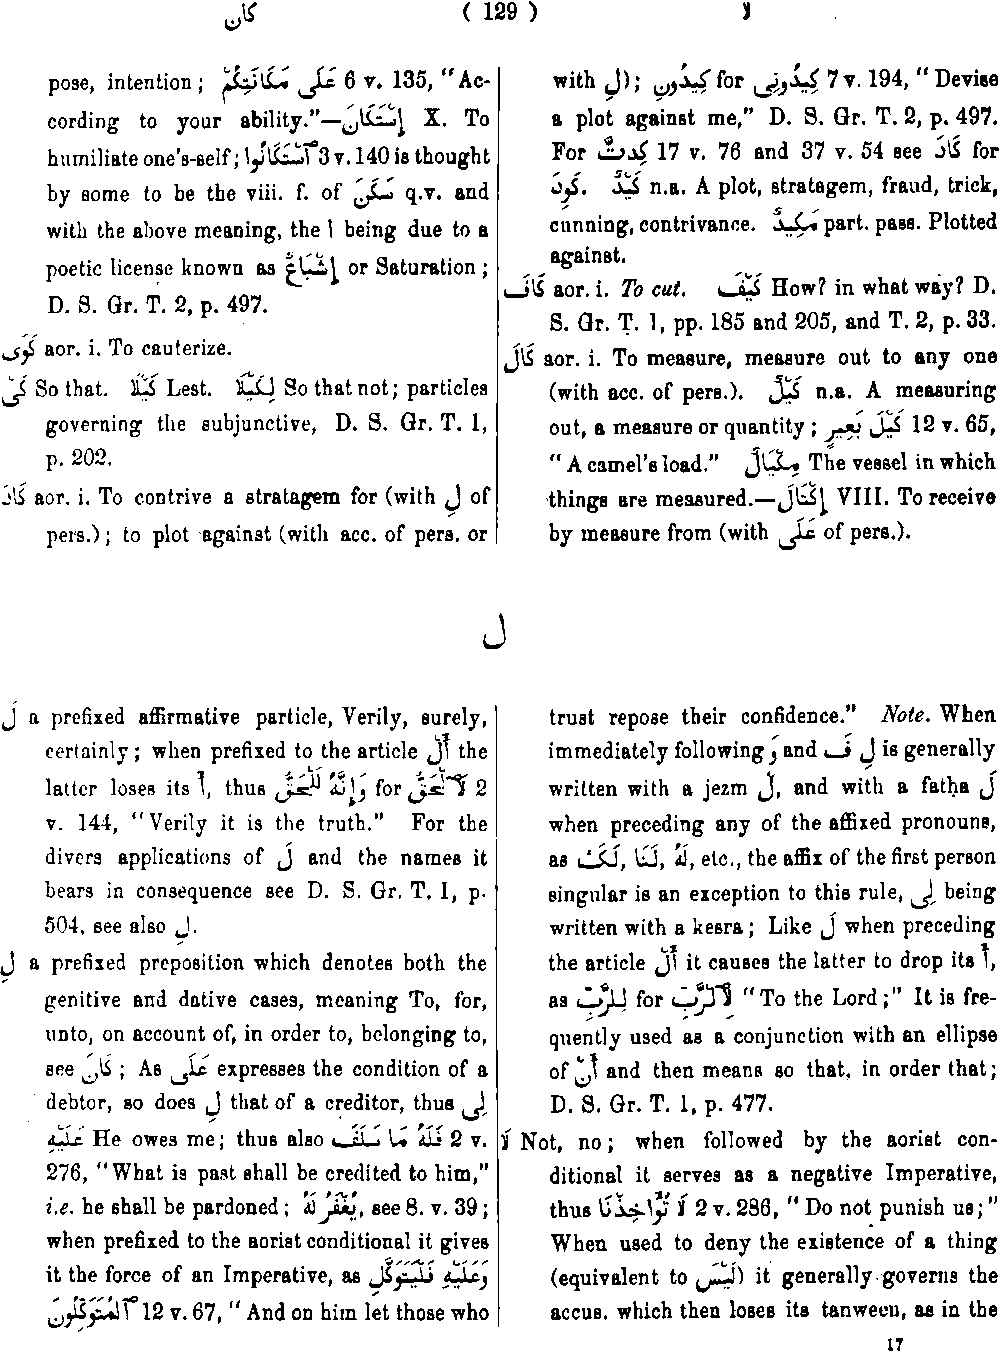 كان ( 129 ) لا
pose, intention; عَلَى مَكَانَتِكُمْ 6 v. 135, "Ac-
cording to your ability."—إِسْتَكَانَ X. To
humiliate one's-self; ٱسْتَكَانُوا 3 v. 140 is thought
by some to be the viii. f. of سَكَنَ q.v. and
with the above meaning, the ا being due to a
poetic license known as إِشْبَاعٌ or Saturation;
D. S. Gr. T. 2, p. 497.
كَوَى aor. i. To cauterize.
كَىْ So that. كَيْلَا Lest. لِكَيْلَا So that not; particles
governing the subjunctive, D. S. Gr. T. 1,
p. 202.
كَادَ aor. i. To contrive a stratagem for (with لِ of
pers.); to plot against (with acc. of pers. or
with لِ); كِيدُونِ for كِيدُونِى 7 v. 194, "Devise
a plot against me," D. S. Gr. T. 2, p. 497.
For كِدتَّ 17 v. 76 and 37 v. 54 see كَادَ for
كَوِدَ. كَيْدٌ n.a. A plot, stratagem, fraud, trick,
cunning, contrivance. مَكِيدٌ part. pass. Plotted
against.
كَافَ aor. i. To cut. كَيْفَ How? in what way? D.
S. Gr. T. 1, pp. 185 and 205, and T. 2, p. 33.
كَالَ aor. i. To measure, measure out to any one
(with acc. of pers.). كَيْلٌ n.a. A measuring
out, a measure or quantity; كَيْلَ بَعِيرٍ 12 v. 65,
"A camel's load." مِكْيَالٌ The vessel in which
things are measured.—إِكْتَالَ VIII. To receive
by measure from (with عَلَى of pers.).
ل
لَ a prefixed affirmative particle, Verily, surely,
certainly; when prefixed to the article أَلْ the
latter loses its أ, thus وَإِنَّهُ لَلْحَقُّ for لَٱلْحَقُّ 2
v. 144, "Verily it is the truth." For the
divers applications of لَ and the names it
bears in consequence see D. S. Gr. T. 1, p.
504, see also لِ.
لِ a prefixed preposition which denotes both the
genitive and dative cases, meaning To, for,
unto, on account of, in order to, belonging to,
see كَانَ; As عَلَى expresses the condition of a
debtor, so does لِ that of a creditor, thus لِى
عَلَيْهِ He owes me; thus also فَلَهُ مَا سَلَفَ 2 v.
276, "What is past shall be credited to him,"
i.e. he shall be pardoned; يُغْفَرْ لَهُ, see 8. v. 39;
when prefixed to the aorist conditional it gives
it the force of an Imperative, as وَعَلَيْهِ فَلْيَتَوَكَّلِ
ٱلْمُتَوَكِّلُونَ 12 v. 67, "And on him let those who
trust repose their confidence." Note. When
immediately following وَ and فَ لِ is generally
written with a jezm لْ, and with a fatha لَ
when preceding any of the affixed pronouns,
as لَكَ, لَنَا, لَهُ, etc., the affix of the first person
singular is an exception to this rule, لِى being
written with a kesra; Like لَ when preceding
the article أَلْ it causes the latter to drop its أ,
as لِلرَّبِّ for لِٱلرَّبِّ "To the Lord;" It is fre-
quently used as a conjunction with an ellipse
of أَنْ and then means so that, in order that;
D. S. Gr. T. 1, p. 477.
لَا Not, no; when followed by the aorist con-
ditional it serves as a negative Imperative,
thus لَا تُؤَاخِذْنَا 2 v. 286, "Do not punish us;"
When used to deny the existence of a thing
(equivalent to لَيْسَ) it generally governs the
accus. which then loses its tanween, as in the
17